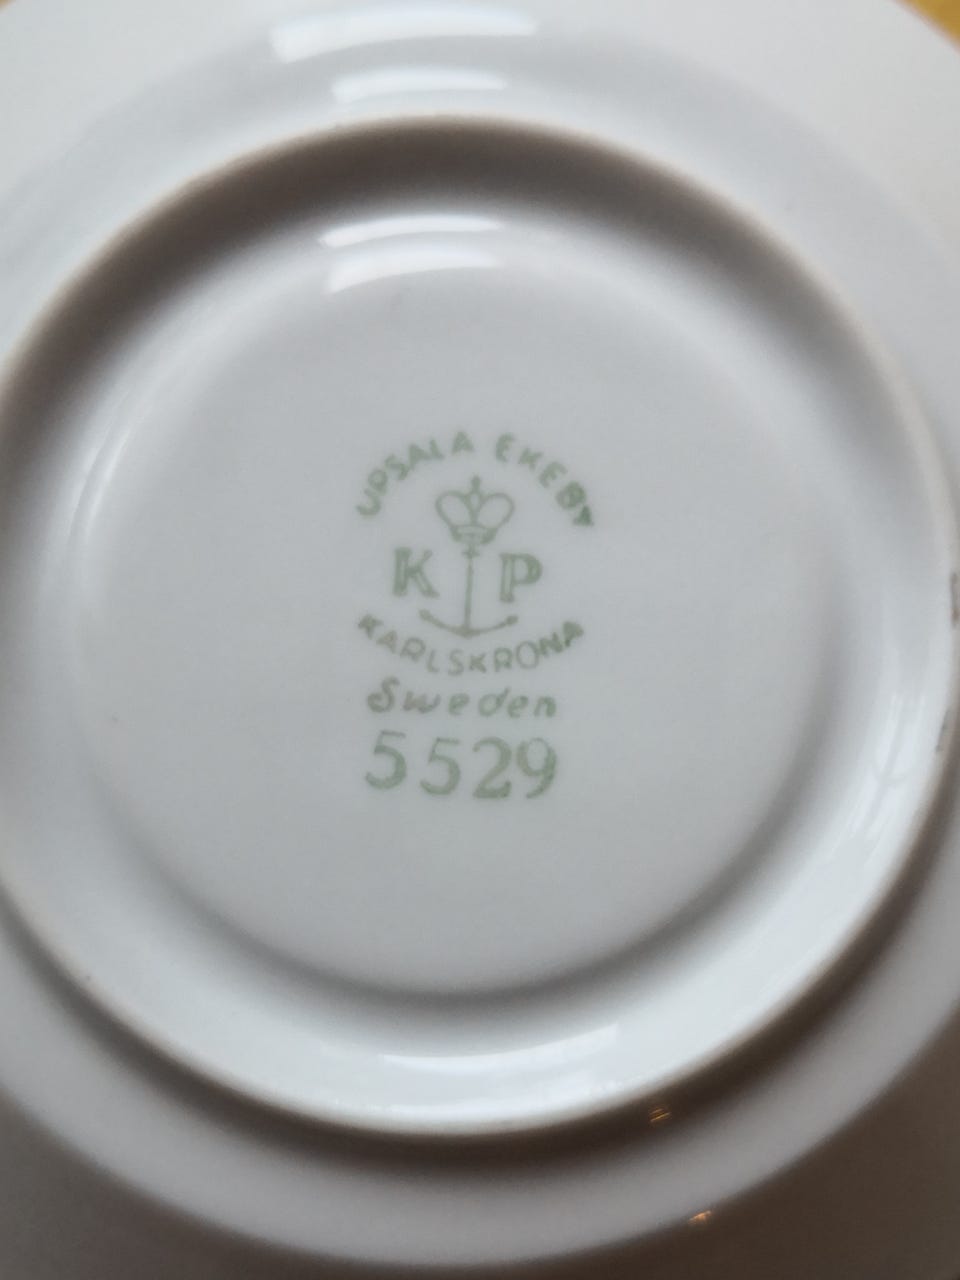 UPSALA EKEBY
K P
KARLSKRONA
Sweden
5529